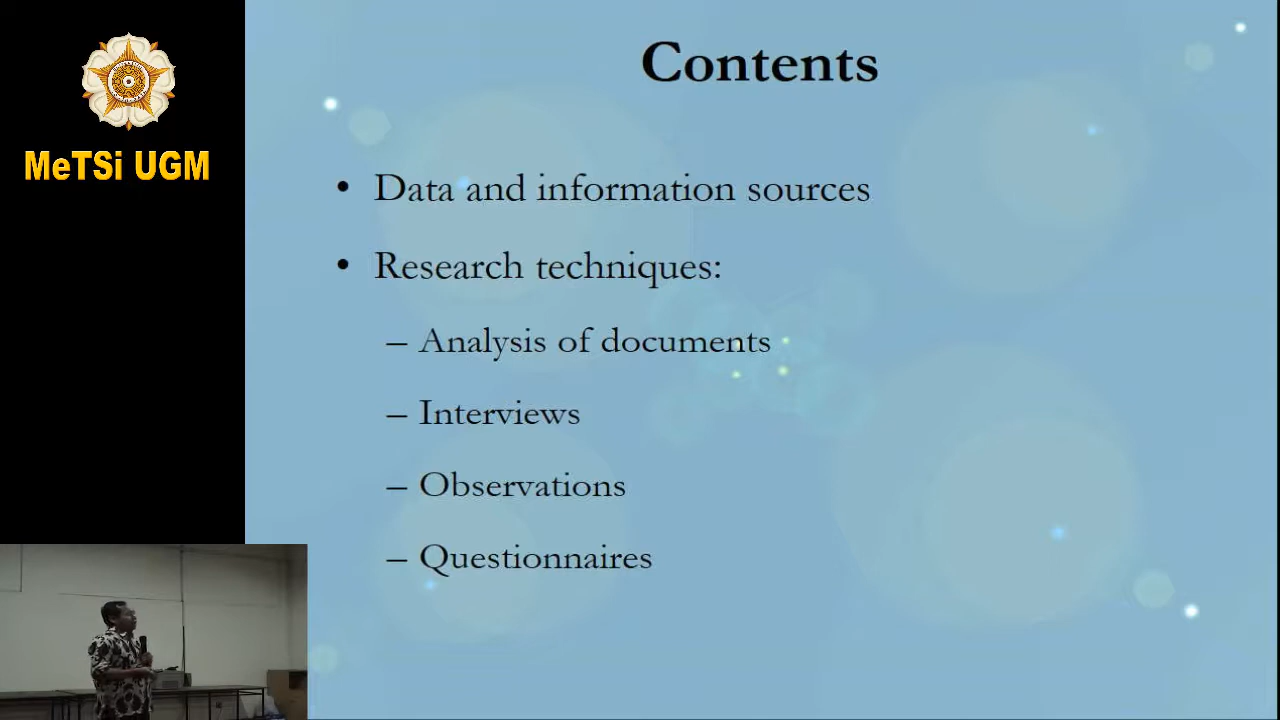 MeTSi UGM
Contents
• Data and information sources
• Research techniques:
– Analysis of documents
– Interviews
– Observations
– Questionnaires